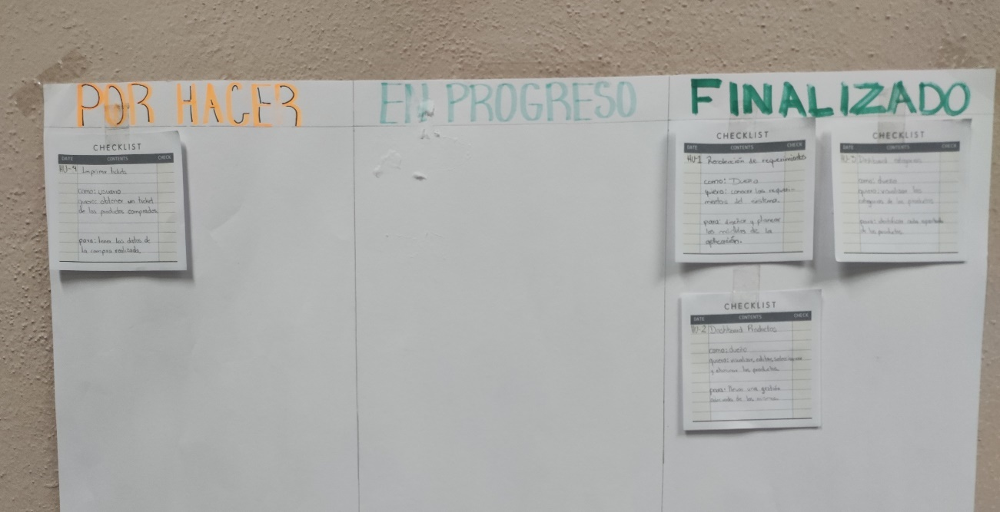 POR HACER
EN PROGRESO
FINALIZADO
CHECKLIST
DATE CONTENTS CHECK
HU-4 Imprimir tickets
como: usuario
quiero: obtener un ticket
de los productos comprados
para: tener los datos de
la compra realizada
CHECKLIST
DATE CONTENTS CHECK
HU-1 Recolección de requerimientos
como: Dueño
quiero: conocer los requeri-
mientos del sistema.
para: diseñar y planear
los módulos de la
aplicación.
CHECKLIST
DATE CONTENTS CHECK
HU-3 Dashboard categorias
como: dueño
quiero: visualizar las
categorias de los productos
para: cada apartado
de los productos
CHECKLIST
DATE CONTENTS CHECK
HU-2 Dashboard Productos
como: dueño
quiero: visualizar, editar, seleccionar
y eliminar los productos
para: llevar una gestión
de los mismos